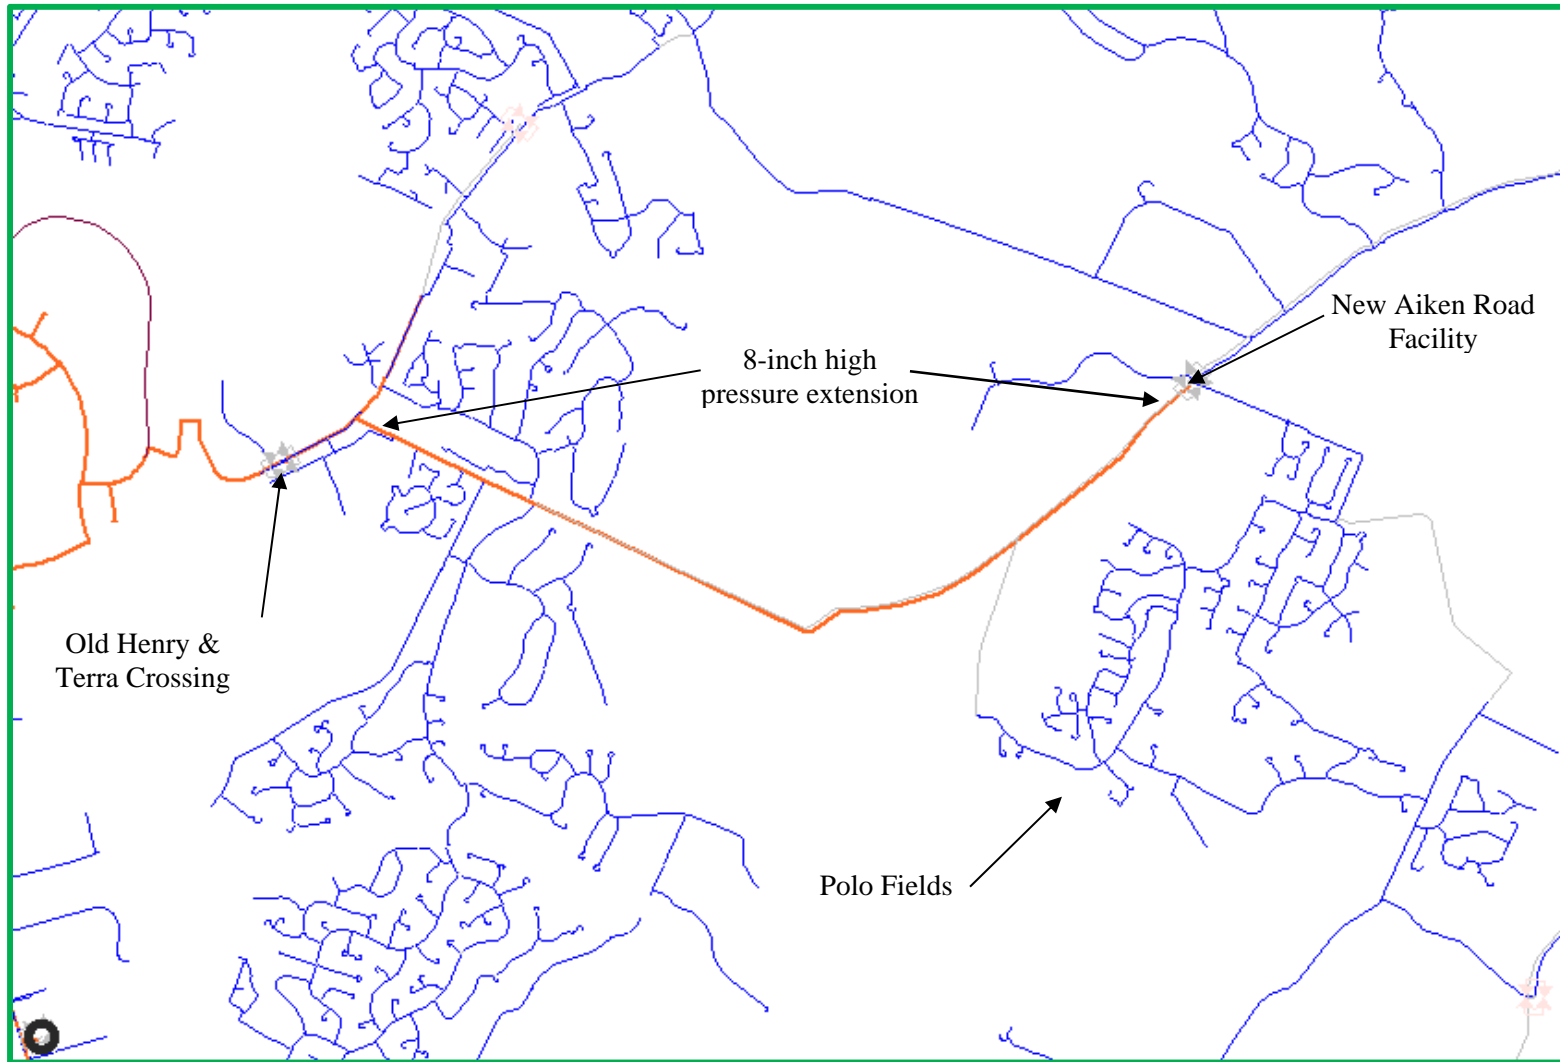 New Aiken Road
Facility
8-inch high
pressure extension
Old Henry &
Terra Crossing
Polo Fields